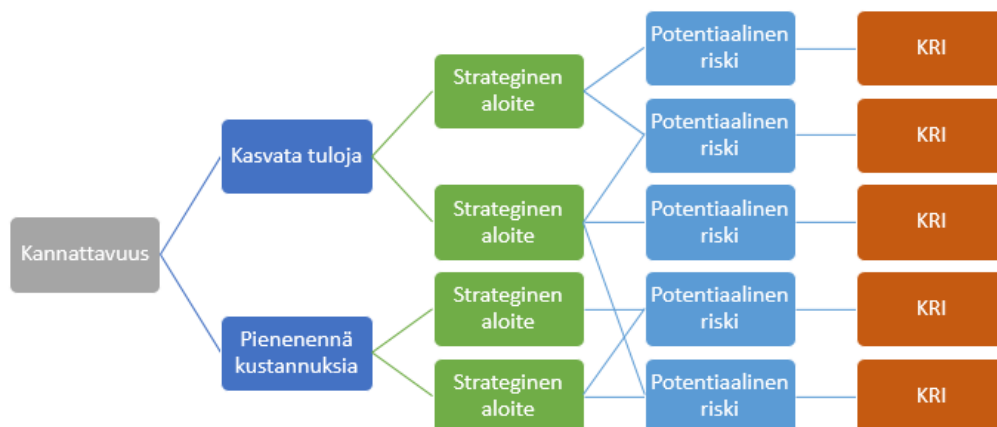 Kannattavuus
Kasvata tuloja
Pienenennä
kustannuksia
Strateginen
aloite
Strateginen
aloite
Strateginen
aloite
Strateginen
aloite
Potentiaalinen
riski
Potentiaalinen
riski
Potentiaalinen
riski
Potentiaalinen
riski
Potentiaalinen
riski
KRI
KRI
KRI
KRI
KRI